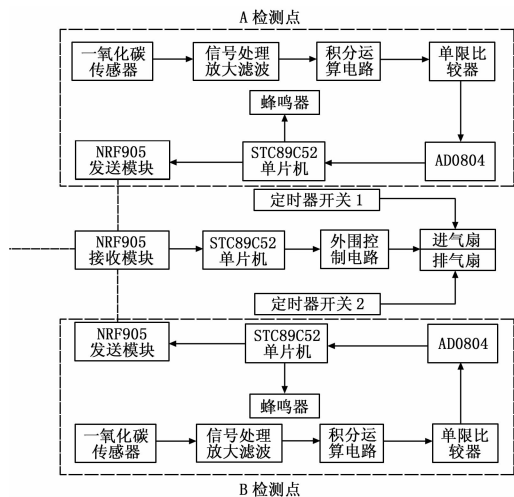 A 检测点
一氧化碳
传感器
信号处理
放大滤波
积分运
算电路
单限比
较器
蜂鸣器
NRF905
发送模块
STC89C52
单片机
AD0804
定时器开关 1
NRF905
接收模块
STC89C52
单片机
外围控
制电路
进气扇
排气扇
定时器开关 2
NRF905
发送模块
STC89C52
单片机
AD0804
蜂鸣器
一氧化碳
传感器
信号处理
放大滤波
积分运
算电路
单限比
较器
B 检测点